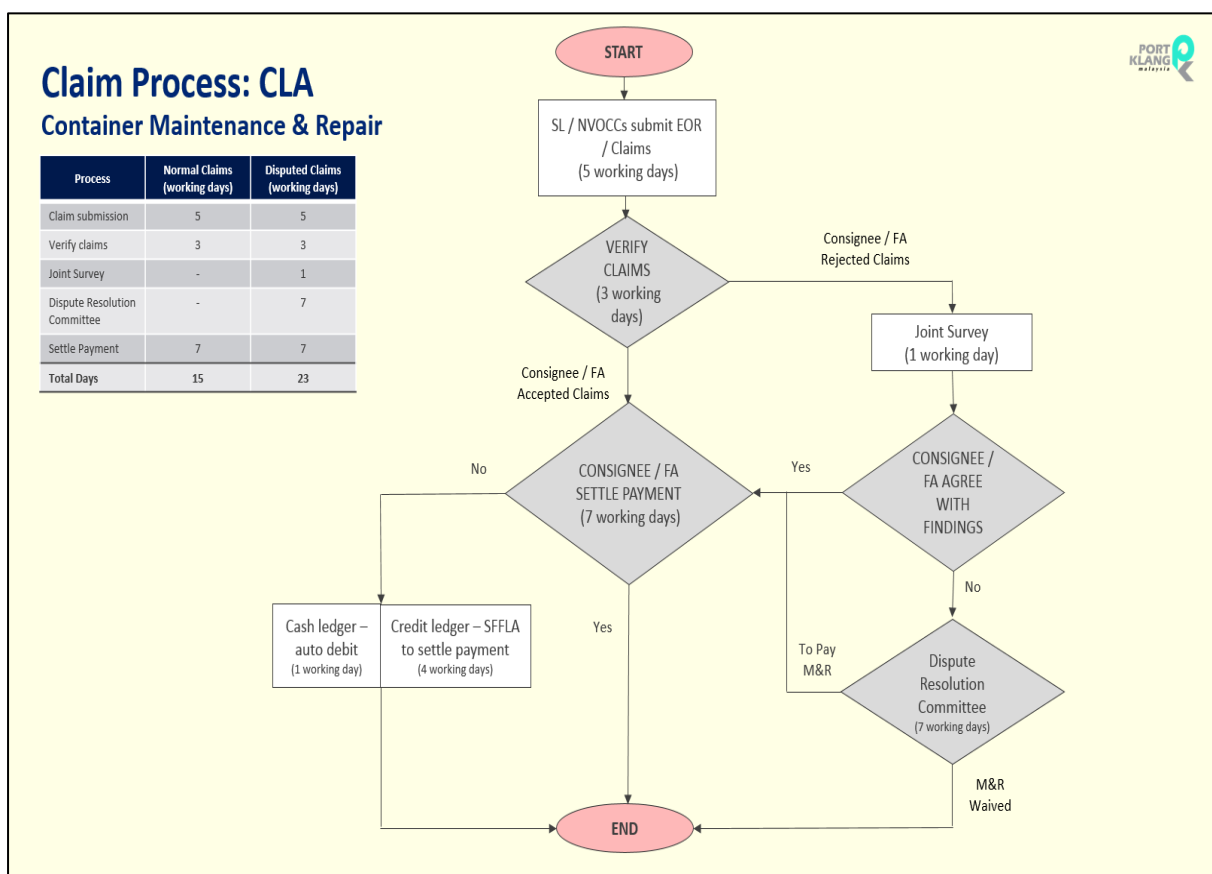 Claim Process: CLA
Container Maintenance & Repair
PORT
KLANG
malaysia
Process
Normal Claims
(working days)
Disputed Claims
(working days)
Claim submission
5
5
Verify claims
3
3
Joint Survey
-
1
Dispute Resolution
Committee
-
7
Settle Payment
7
7
Total Days
15
23
START
SL / NVOCCs submit EOR
/ Claims
(5 working days)
VERIFY
CLAIMS
(3 working
days)
Consignee / FA
Rejected Claims
Joint Survey
(1 working day)
Consignee / FA
Accepted Claims
No
CONSIGNEE / FA
SETTLE PAYMENT
(7 working days)
Yes
CONSIGNEE /
FA AGREE
WITH
FINDINGS
No
Cash ledger –
auto debit
(1 working day)
Credit ledger – SFFLA
to settle payment
(4 working days)
Yes
To Pay
M&R
Dispute
Resolution
Committee
(7 working days)
M&R
Waived
END